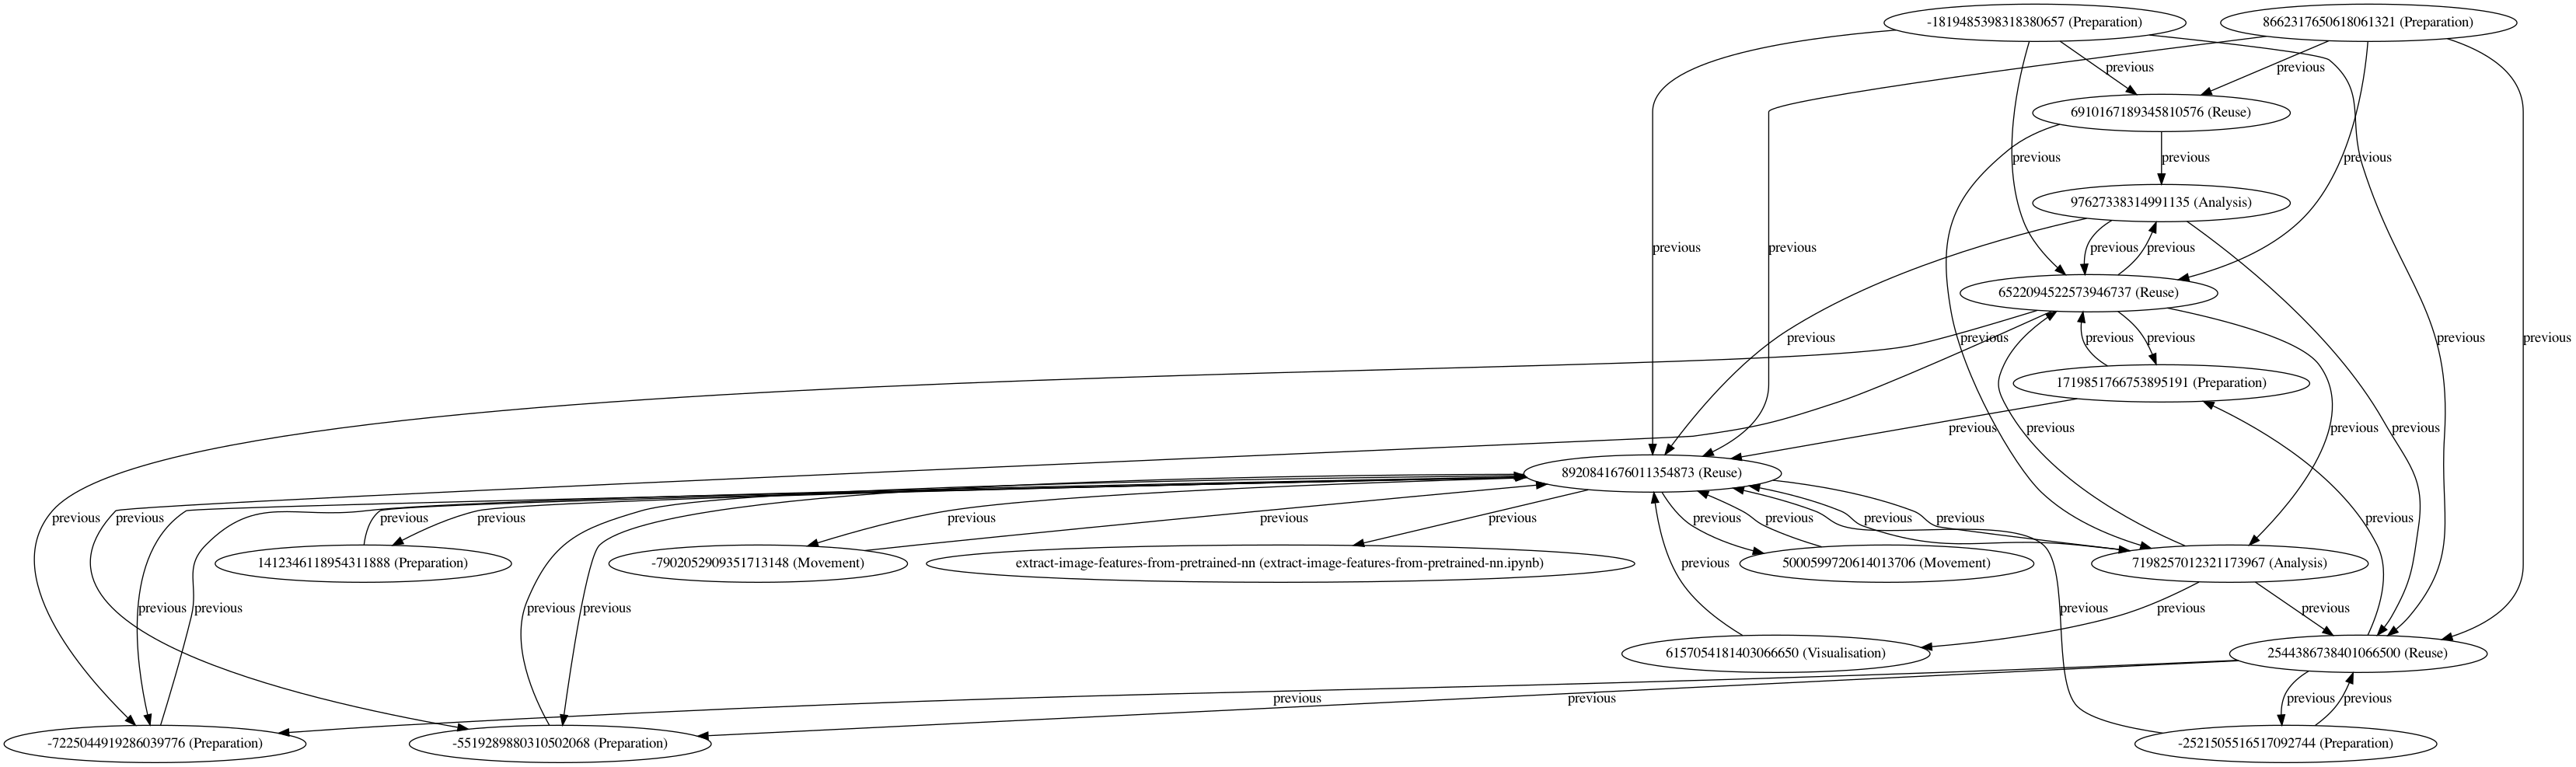 -1819485398318380657 (Preparation)
8662317650618061321 (Preparation)
previous
previous
6910167189345810576 (Reuse)
previous
previous
previous
97627338314991135 (Analysis)
previous
previous
previous
previous
6522094522573946737 (Reuse)
previous
previous
previous
previous
previous
previous
1719851766753895191 (Preparation)
previous
previous
previous
previous
8920841676011354873 (Reuse)
previous
previous
previous
previous
previous
previous
previous
previous
previous
previous
previous
previous
1412346118954311888 (Preparation)
-7902052909351713148 (Movement)
extract-image-features-from-pretrained-nn (extract-image-features-from-pretrained-nn.ipynb)
previous
5000599720614013706 (Movement)
7198257012321173967 (Analysis)
previous
previous
previous
previous
previous
previous
previous
6157054181403066650 (Visualisation)
2544386738401066500 (Reuse)
previous
previous
previous
previous
-7225044919286039776 (Preparation)
-5519289880310502068 (Preparation)
-2521505516517092744 (Preparation)